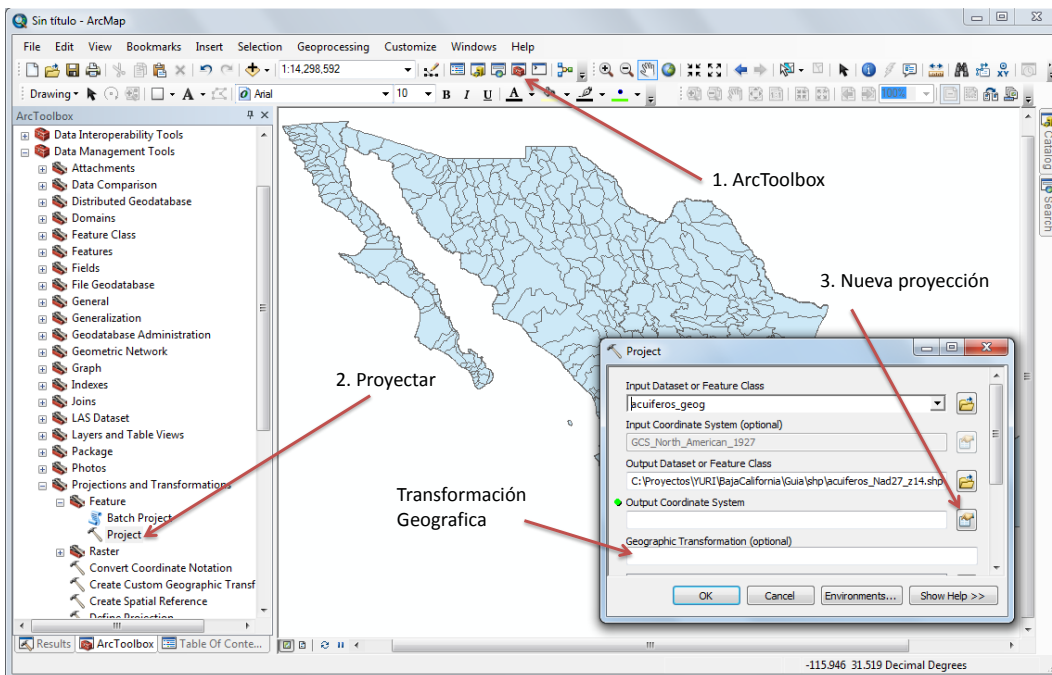 Sin título - ArcMap
File Edit View Bookmarks Insert Selection Geoprocessing Customize Windows Help
1:14,298,592
Drawing A Arial 10 B I U A 100%
ArcToolbox
Data Interoperability Tools
Data Management Tools
Attachments
Data Comparison
Distributed Geodatabase
Domains
Feature Class
Features
Fields
File Geodatabase
General
Generalization
Geodatabase Administration
Geometric Network
Graph
Indexes
Joins
LAS Dataset
Layers and Table Views
Package
Photos
Projections and Transformations
Feature
Batch Project
Project
Raster
Convert Coordinate Notation
Create Custom Geographic Transf
Create Spatial Reference
Define Projection
Results ArcToolbox Table Of Conte...
1. ArcToolbox
2. Proyectar
3. Nueva proyección
Transformación
Geografica
Project
Input Dataset or Feature Class
acuiferos_geog
Input Coordinate System (optional)
GCS_North_American_1927
Output Dataset or Feature Class
C:\Proyectos\YURI\BajaCalifornia\Guia\shp\acuiferos_Nad27_z14.shp
Output Coordinate System
Geographic Transformation (optional)
OK Cancel Environments... Show Help >>
Catalog
Search
-115.946 31.519 Decimal Degrees